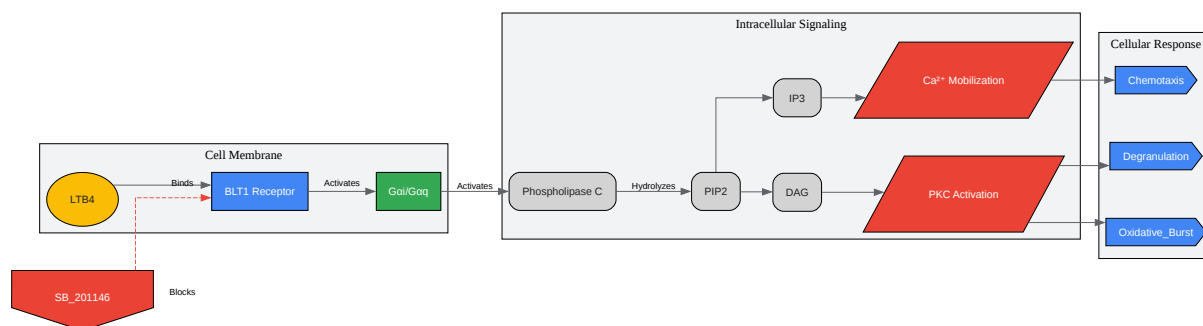 Intracellular Signaling
Cellular Response
Ca²⁺ Mobilization
Chemotaxis
IP3
Cell Membrane
Degranulation
LTB4
Binds
BLT1 Receptor
Activates
Gαi/Gαq
Activates
Phospholipase C
Hydrolyzes
PIP2
DAG
PKC Activation
Oxidative_Burst
SB_201146
Blocks